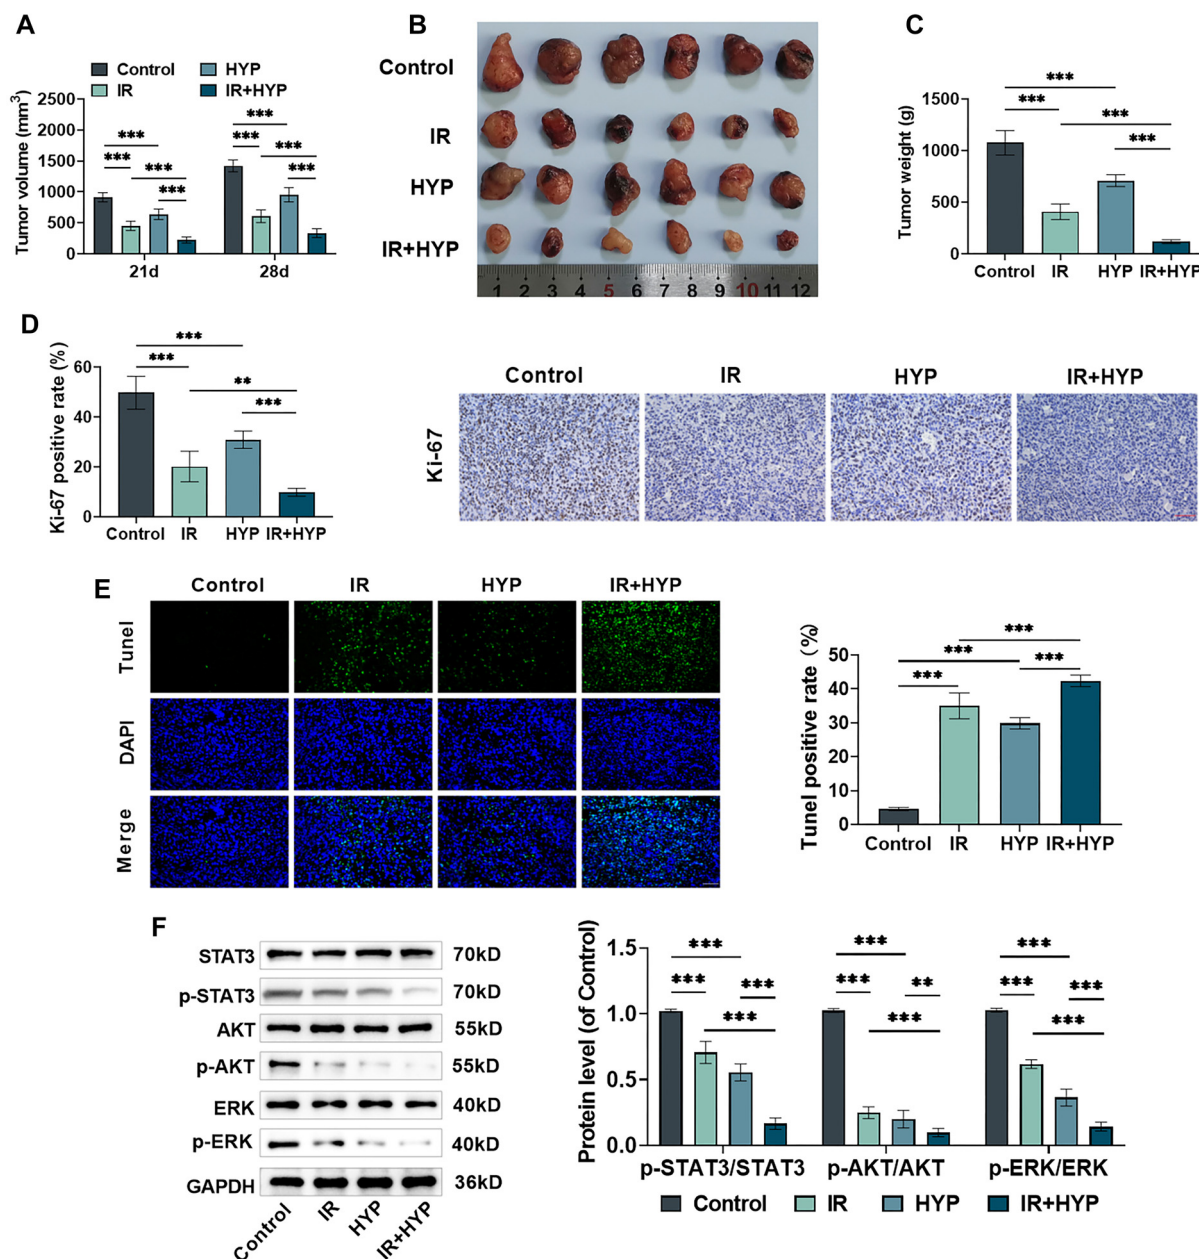 A
Control
HYP
IR
IR+HYP
Tumor volume (mm³)
2500
2000
1500
1000
500
0
***
***
***
***
***
***
***
***
21d
28d
B
Control
IR
HYP
IR+HYP
1 2 3 4 5 6 7 8 9 10 11 12
C
Tumor weight (g)
1500
1000
500
0
***
***
***
***
Control IR HYP IR+HYP
D
Ki-67 positive rate (%)
60
40
20
0
***
***
**
***
Control IR HYP IR+HYP
Control IR HYP IR+HYP
Ki-67
E
Control IR HYP IR+HYP
Tunel
DAPI
Merge
Tunel positive rate (%)
50
40
30
20
10
0
***
***
***
***
Control IR HYP IR+HYP
F
STAT3 70kD
p-STAT3 70kD
AKT 55kD
p-AKT 55kD
ERK 40kD
p-ERK 40kD
GAPDH 36kD
Control IR HYP IR+HYP
Protein level (of Control)
1.5
1.0
0.5
0.0
***
***
***
***
***
***
**
***
***
***
***
***
p-STAT3/STAT3 p-AKT/AKT p-ERK/ERK
Control IR HYP IR+HYP